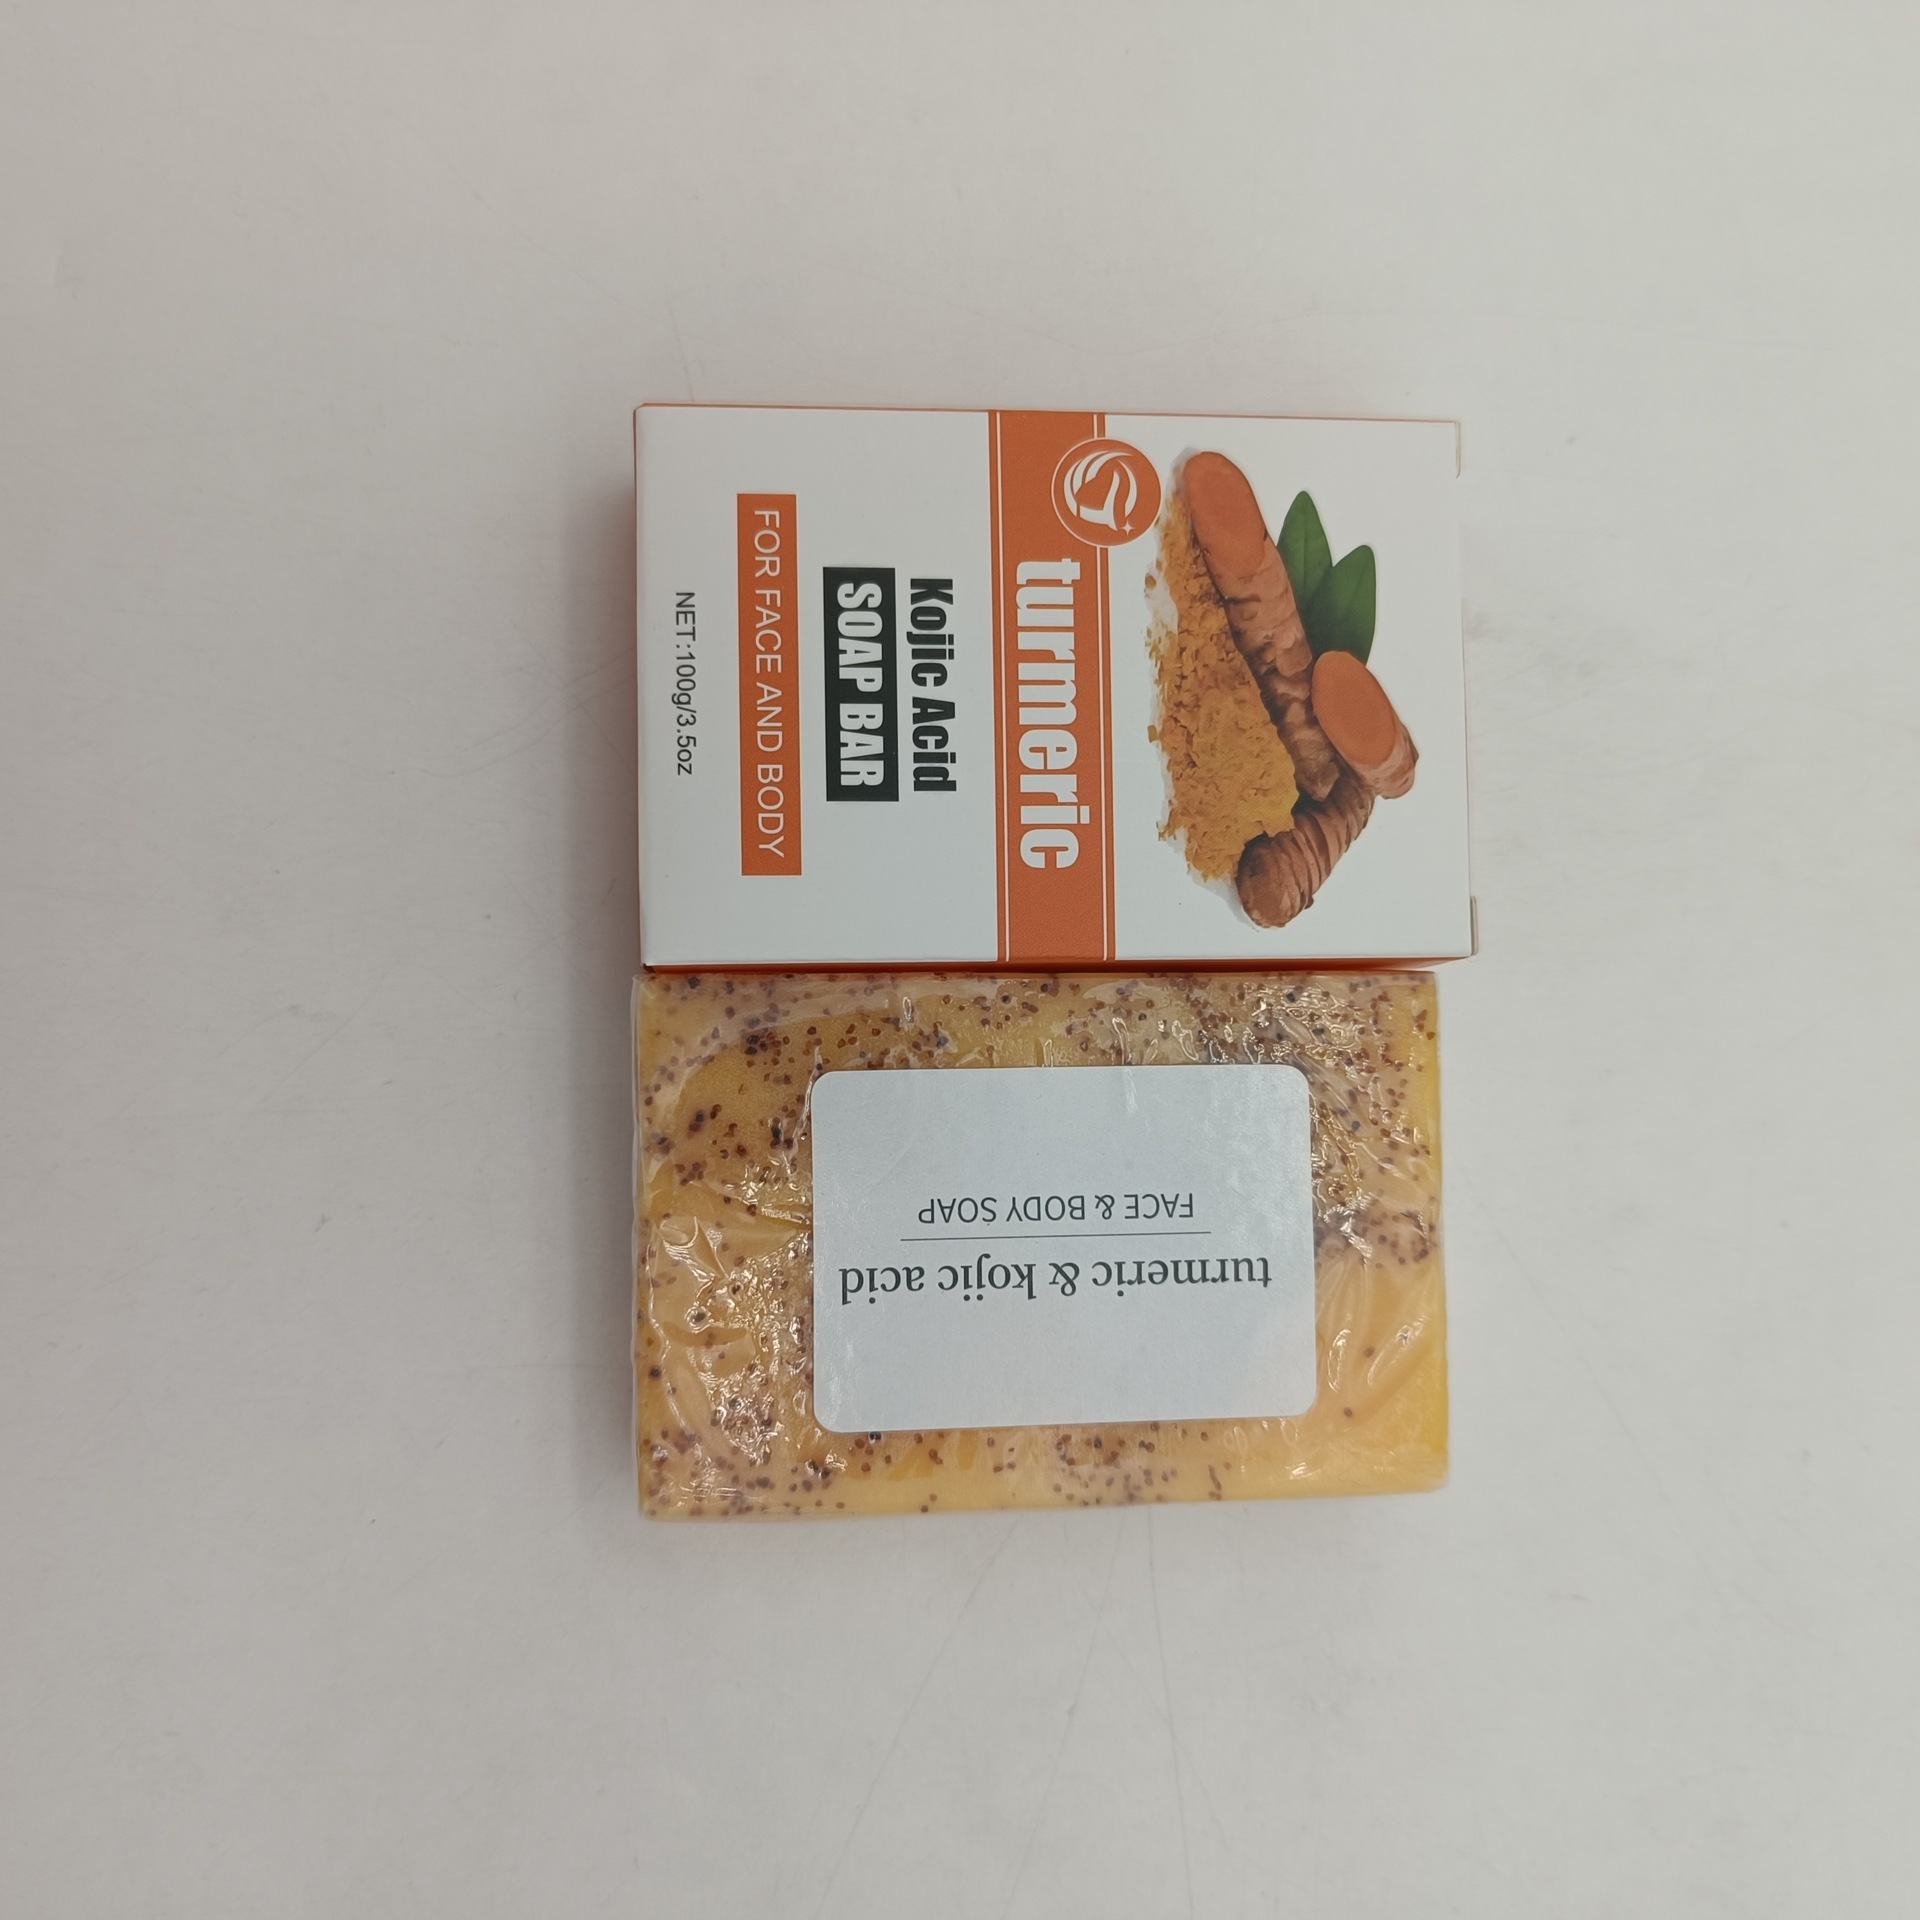 turmeric
Kojic Acid
SOAP BAR
FOR FACE AND BODY
NET:100g/3.5oz
turmeric & kojic acid
FACE & BODY SOAP